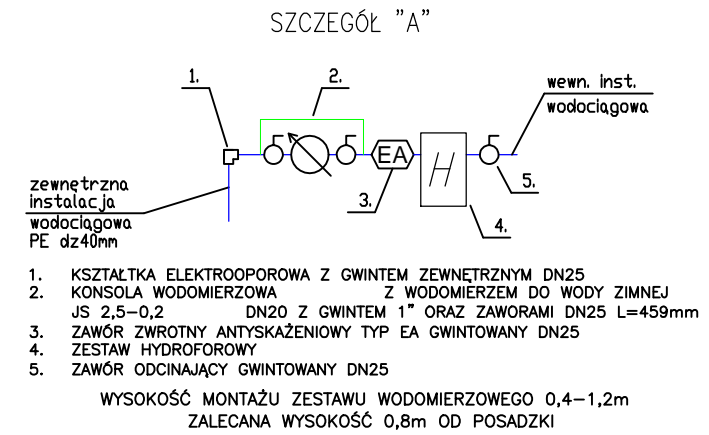 SZCZEGÓŁ "A"
1.
2.
wewn. inst.
wodociągowa
EA
H
zewnętrzna
instalacja
wodociągowa
PE dz40mm
3.
5.
4.
1. KSZTAŁTKA ELEKTROOPOROWA Z GWINTEM ZEWNĘTRZNYM DN25
2. KONSOLA WODOMIERZOWA Z WODOMIERZEM DO WODY ZIMNEJ
JS 2,5-0,2 DN20 Z GWINTEM 1" ORAZ ZAWORAMI DN25 L=459mm
3. ZAWÓR ZWROTNY ANTYSKAŻENIOWY TYP EA GWINTOWANY DN25
4. ZESTAW HYDROFOROWY
5. ZAWÓR ODCINAJĄCY GWINTOWANY DN25
WYSOKOŚĆ MONTAŻU ZESTAWU WODOMIERZOWEGO 0,4-1,2m
ZALECANA WYSOKOŚĆ 0,8m OD POSADZKI